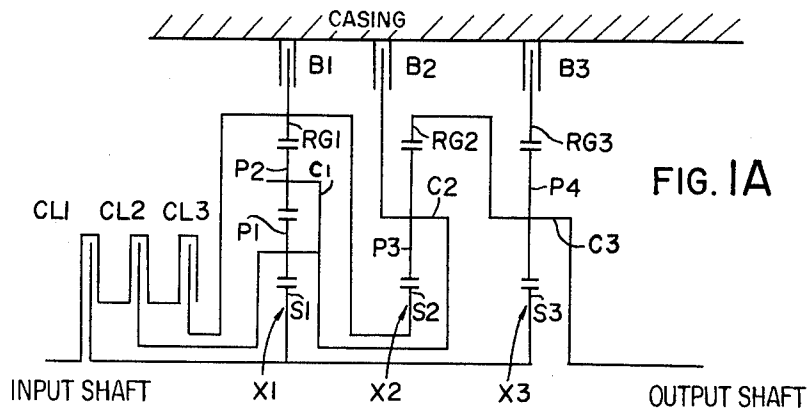 CASING
B1 B2 B3
RG1 RG2 RG3
P2 C1 P4
FIG. 1A
C2
CL1 CL2 CL3
P1 P3 C3
S1 S2 S3
INPUT SHAFT X1 X2 X3 OUTPUT SHAFT